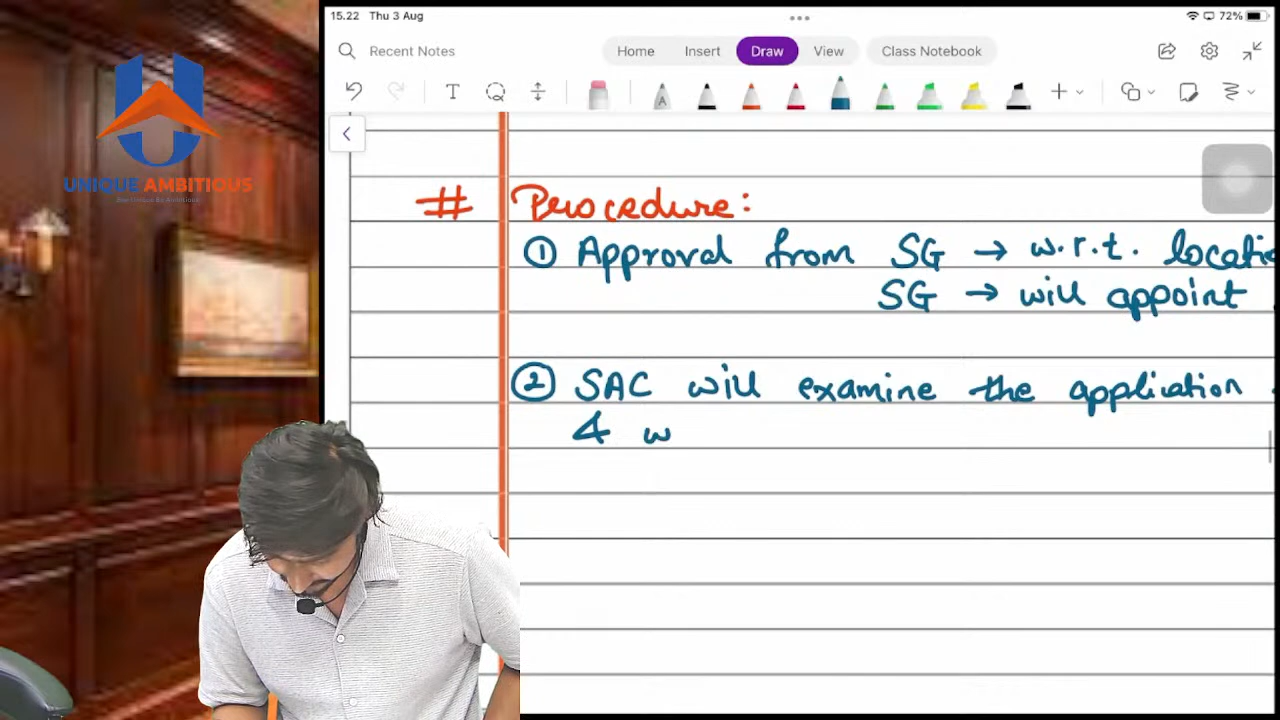 15.22 Thu 3 Aug
72%
Recent Notes
Home Insert Draw View Class Notebook
T
A
UNIQUE AMBITIOUS
# Procedure:
① Approval from SG → w.r.t. locatio
SG → will appoint
② SAC will examine the application
4 w